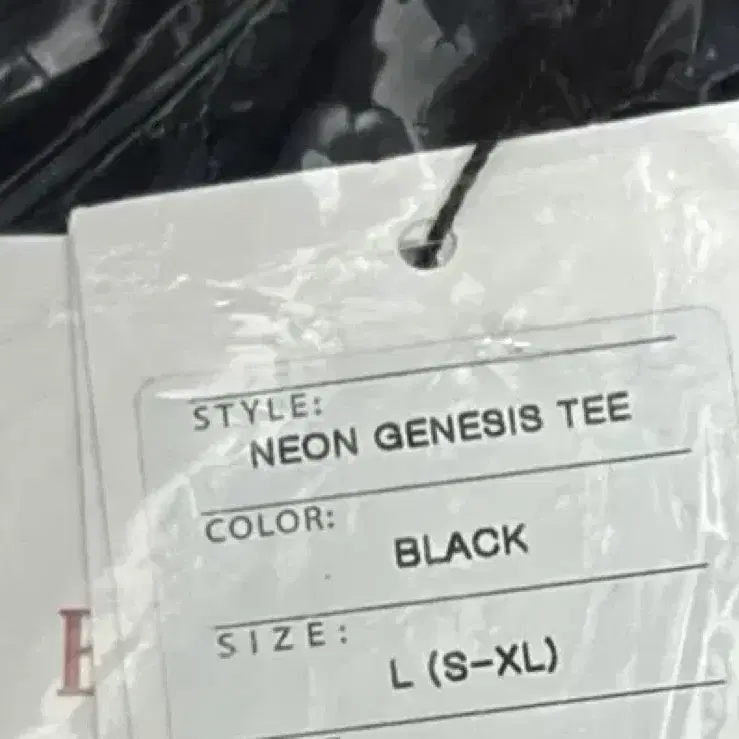 STYLE:
NEON GENESIS TEE
COLOR:
BLACK
SIZE:
L (S-XL)